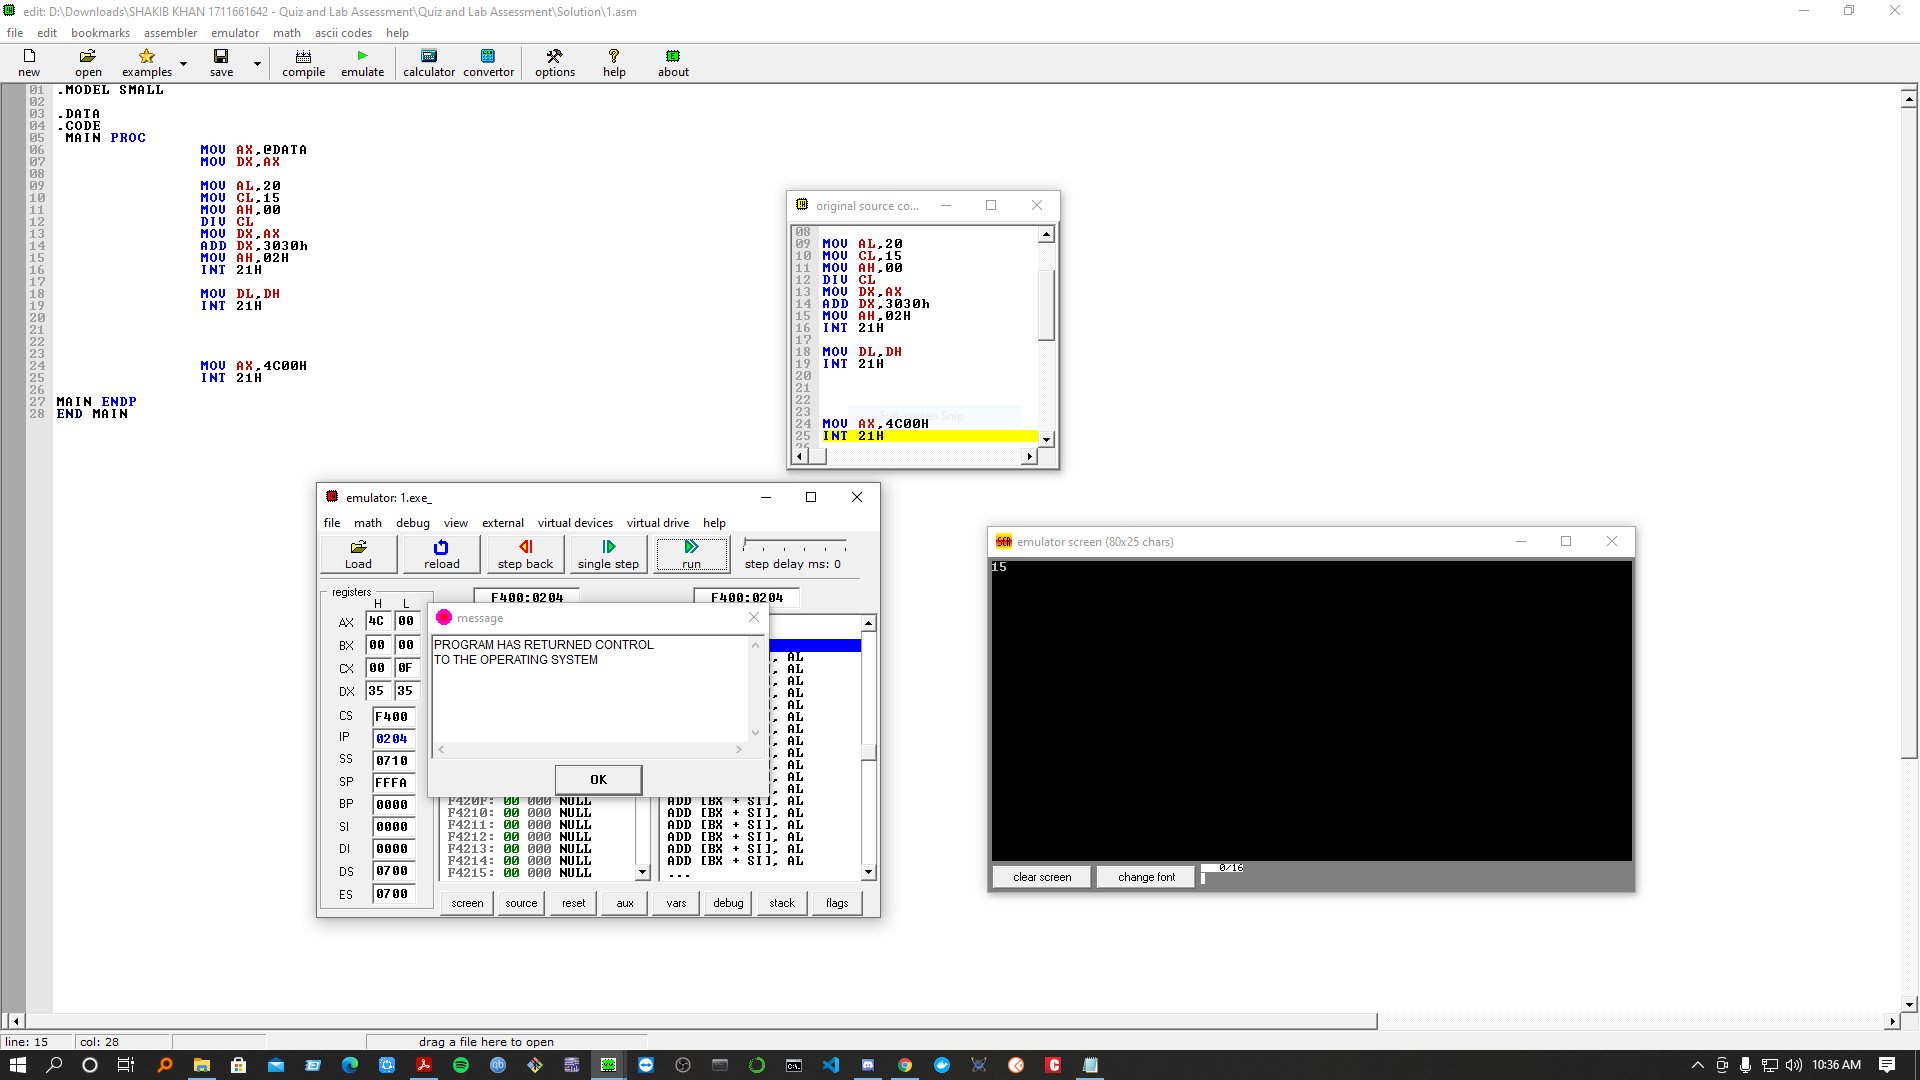 edit: D:\Downloads\SHAKIB KHAN 1711661642 - Quiz and Lab Assessment\Quiz and Lab Assessment\Solution\1.asm
file edit bookmarks assembler emulator math ascii codes help
new open examples save compile emulate calculator convertor options help about
01 .MODEL SMALL
02
03 .DATA
04 .CODE
05 MAIN PROC
06 MOV AX,@DATA
07 MOV DX,AX
08
09 MOV AL,20
10 MOV CL,15
11 MOV AH,00
12 DIV CL
13 MOV DX,AX
14 ADD DX,3030h
15 MOV AH,02H
16 INT 21H
17
18 MOV DL,DH
19 INT 21H
20
21
22
23
24 MOV AX,4C00H
25 INT 21H
26
27 MAIN ENDP
28 END MAIN
original source co...
08
09 MOV AL,20
10 MOV CL,15
11 MOV AH,00
12 DIV CL
13 MOV DX,AX
14 ADD DX,3030h
15 MOV AH,02H
16 INT 21H
17
18 MOV DL,DH
19 INT 21H
20
21
22
23
24 MOV AX,4C00H
25 INT 21H
emulator: 1.exe_
file math debug view external virtual devices virtual drive help
Load reload step back single step run step delay ms: 0
registers
H L
F400:0204 F400:0204
AX 4C 00
BX 00 00
CX 00 0F
DX 35 35
CS F400
IP 0204
SS 0710
SP FFFA
BP 0000
SI 0000
DI 0000
DS 0700
ES 0700
message
PROGRAM HAS RETURNED CONTROL
TO THE OPERATING SYSTEM
OK
, AL
, AL
], AL
], AL
], AL
], AL
], AL
], AL
], AL
], AL
], AL
], AL
F420F: 00 000 NULL ADD [BX + SI], AL
F4210: 00 000 NULL ADD [BX + SI], AL
F4211: 00 000 NULL ADD [BX + SI], AL
F4212: 00 000 NULL ADD [BX + SI], AL
F4213: 00 000 NULL ADD [BX + SI], AL
F4214: 00 000 NULL ADD [BX + SI], AL
F4215: 00 000 NULL ...
screen source reset aux vars debug stack flags
emulator screen (80x25 chars)
15
clear screen change font 0/16
line: 15 col: 28 drag a file here to open
10:36 AM